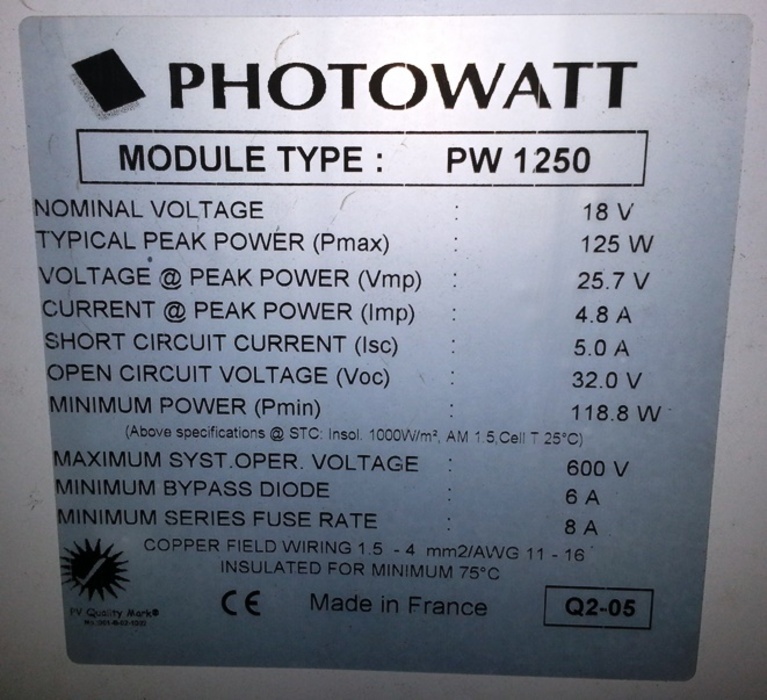 PHOTOWATT
MODULE TYPE : PW 1250
NOMINAL VOLTAGE : 18 V
TYPICAL PEAK POWER (Pmax) : 125 W
VOLTAGE @ PEAK POWER (Vmp) : 25.7 V
CURRENT @ PEAK POWER (Imp) : 4.8 A
SHORT CIRCUIT CURRENT (Isc) : 5.0 A
OPEN CIRCUIT VOLTAGE (Voc) : 32.0 V
MINIMUM POWER (Pmin) : 118.8 W
(Above specifications @ STC: Insol. 1000W/m², AM 1.5,Cell T 25°C)
MAXIMUM SYST.OPER. VOLTAGE : 600 V
MINIMUM BYPASS DIODE : 6 A
MINIMUM SERIES FUSE RATE : 8 A
COPPER FIELD WIRING 1.5 - 4 mm2/AWG 11 - 16
INSULATED FOR MINIMUM 75°C
PV Quality Mark®
CE Made in France Q2-05